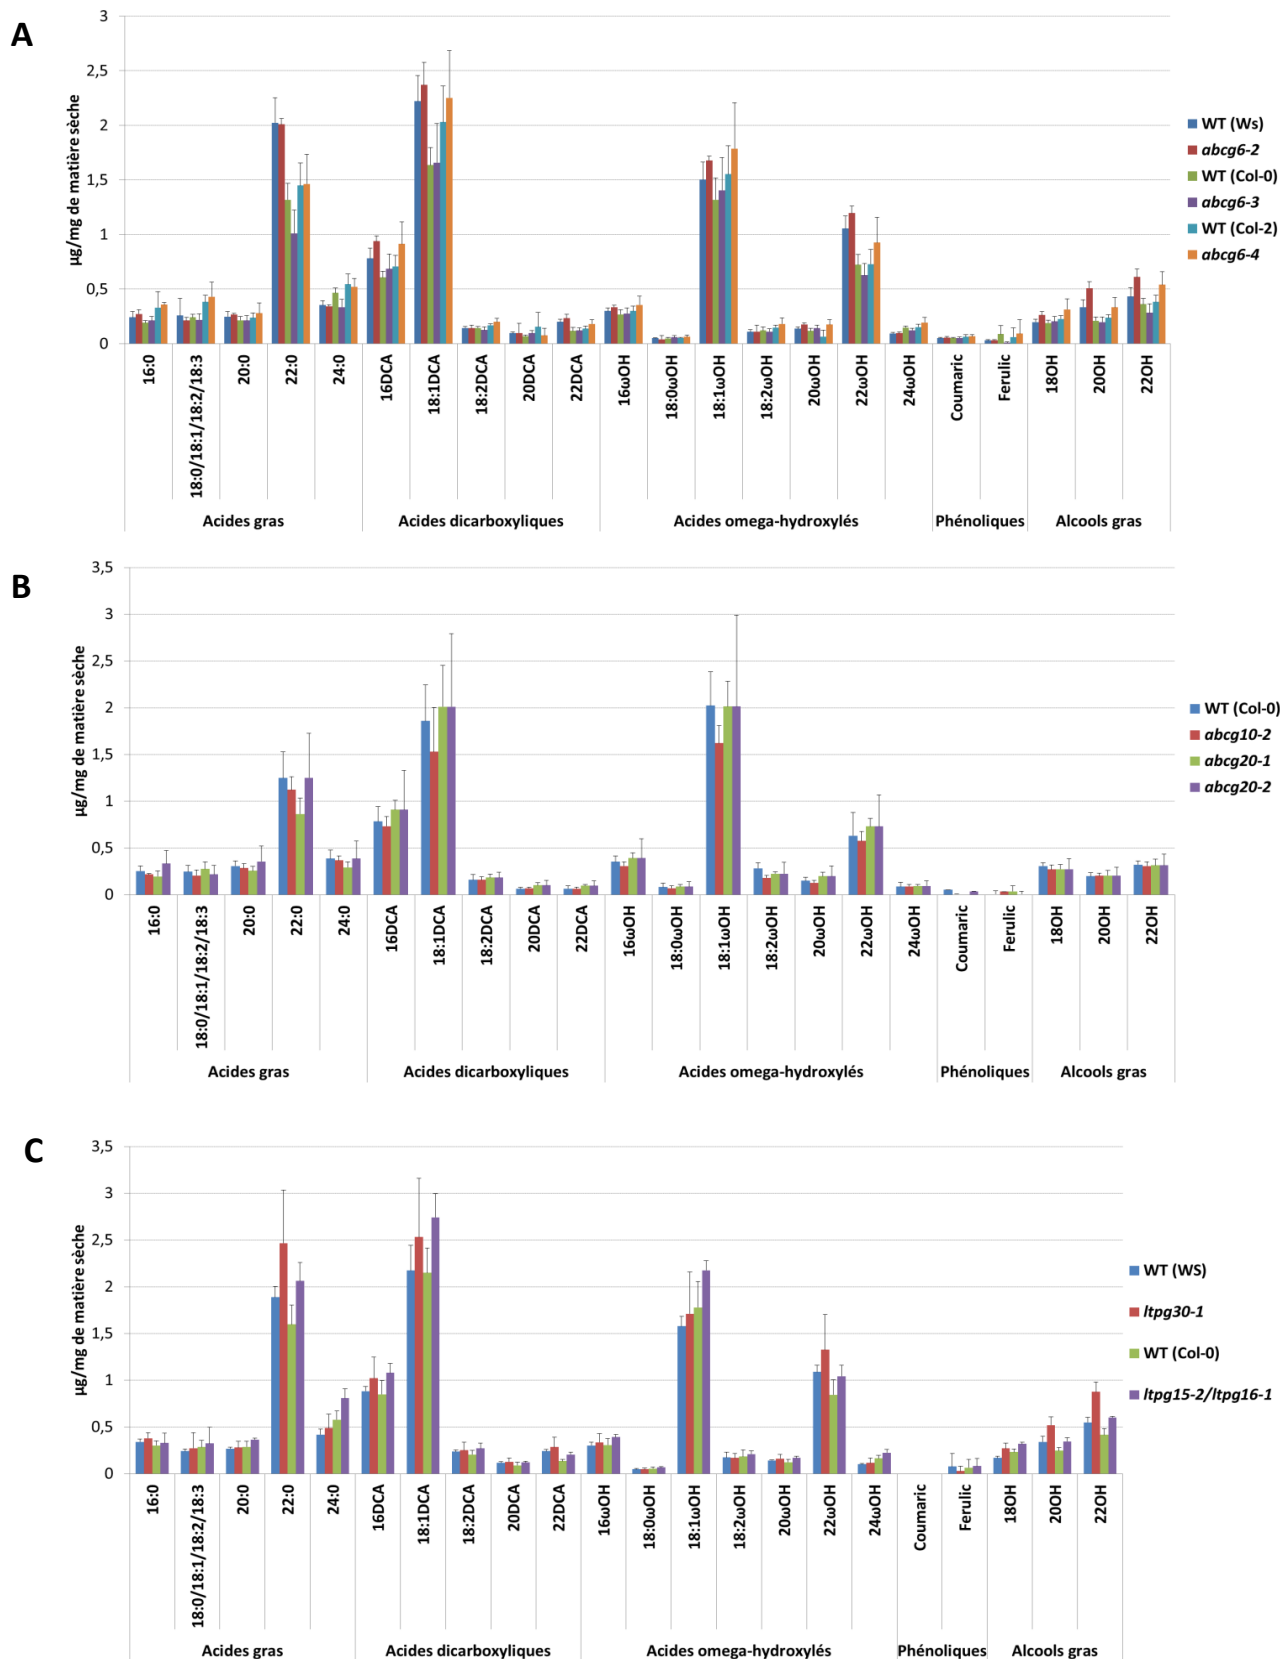 A
µg/mg de matière sèche
3
2,5
2
1,5
1
0,5
0
16:0
18:0/18:1/18:2/18:3
20:0
22:0
24:0
16DCA
18:1DCA
18:2DCA
20DCA
22DCA
16ωOH
18:0ωOH
18:1ωOH
18:2ωOH
20ωOH
22ωOH
24ωOH
Coumaric
Ferulic
18OH
20OH
22OH
Acides gras
Acides dicarboxyliques
Acides omega-hydroxylés
Phénoliques
Alcools gras
WT (Ws)
abcg6-2
WT (Col-0)
abcg6-3
WT (Col-2)
abcg6-4
B
µg/mg de matière sèche
3,5
3
2,5
2
1,5
1
0,5
0
16:0
18:0/18:1/18:2/18:3
20:0
22:0
24:0
16DCA
18:1DCA
18:2DCA
20DCA
22DCA
16ωOH
18:0ωOH
18:1ωOH
18:2ωOH
20ωOH
22ωOH
24ωOH
Coumaric
Ferulic
18OH
20OH
22OH
Acides gras
Acides dicarboxyliques
Acides omega-hydroxylés
Phénoliques
Alcools gras
WT (Col-0)
abcg10-2
abcg20-1
abcg20-2
C
µg/mg de matière sèche
3,5
3
2,5
2
1,5
1
0,5
0
16:0
18:0/18:1/18:2/18:3
20:0
22:0
24:0
16DCA
18:1DCA
18:2DCA
20DCA
22DCA
16ωOH
18:0ωOH
18:1ωOH
18:2ωOH
20ωOH
22ωOH
24ωOH
Coumaric
Ferulic
18OH
20OH
22OH
Acides gras
Acides dicarboxyliques
Acides omega-hydroxylés
Phénoliques
Alcools gras
WT (WS)
ltpg30-1
WT (Col-0)
ltpg15-2/ltpg16-1